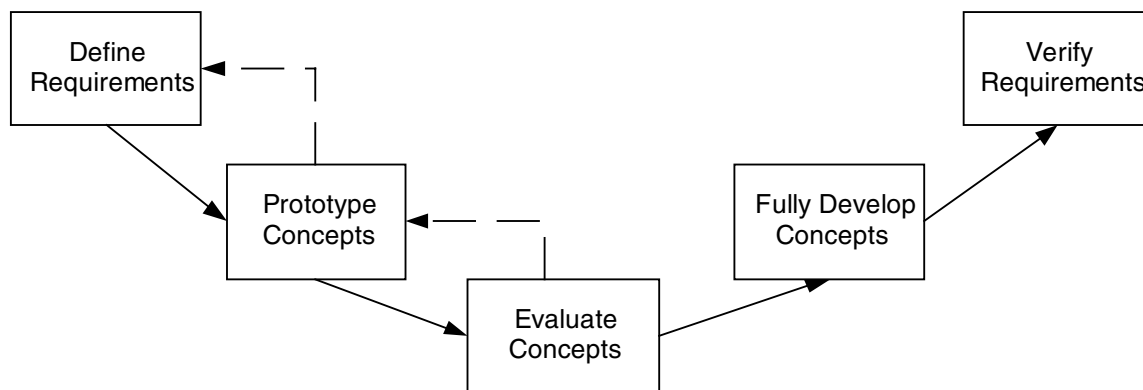 Define
Requirements
Prototype
Concepts
Evaluate
Concepts
Fully Develop
Concepts
Verify
Requirements